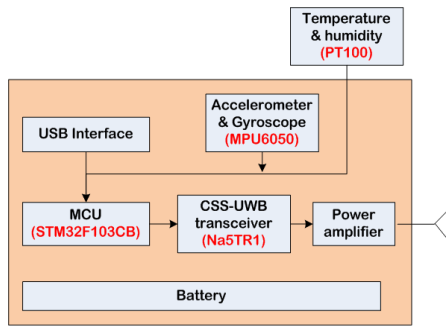 Temperature
& humidity
(PT100)
Accelerometer
& Gyroscope
(MPU6050)
USB Interface
MCU
(STM32F103CB)
CSS-UWB
transceiver
(Na5TR1)
Power
amplifier
Battery